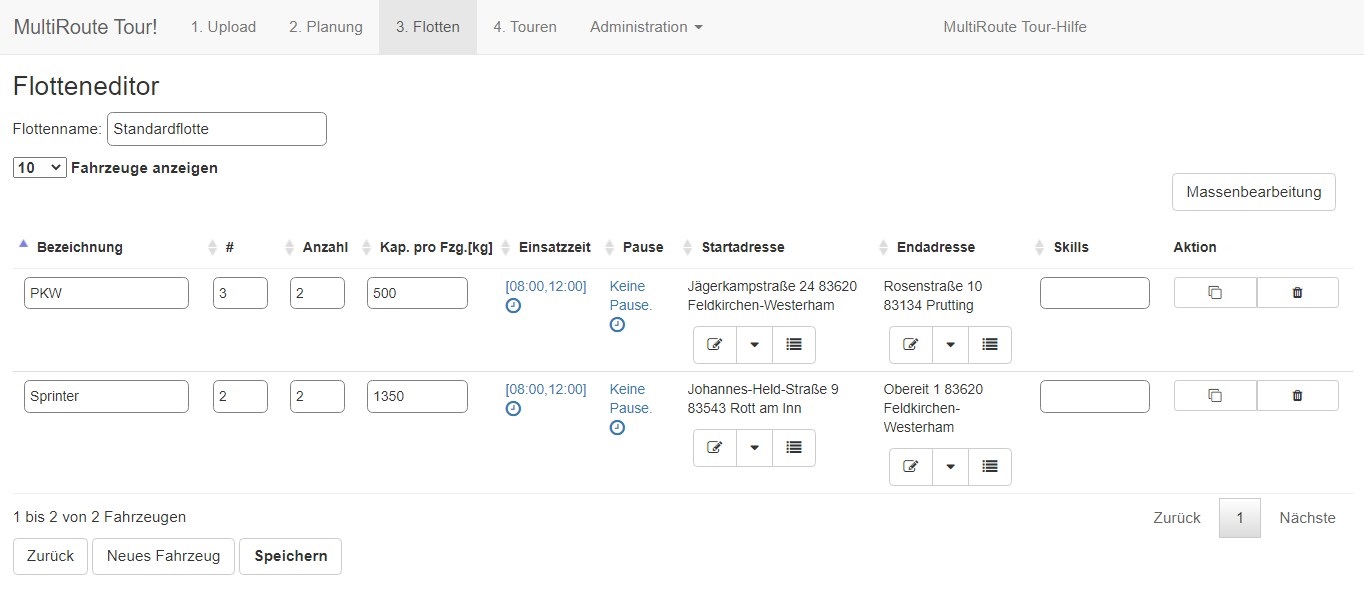 MultiRoute Tour! 1. Upload 2. Planung 3. Flotten 4. Touren Administration MultiRoute Tour-Hilfe
Flotteneditor
Flottenname: Standardflotte
10 Fahrzeuge anzeigen
Massenbearbeitung
Bezeichnung # Anzahl Kap. pro Fzg.[kg] Einsatzzeit Pause Startadresse Endadresse Skills Aktion
PKW 3 2 500 [08:00,12:00] Keine Jägerkampstraße 24 83620 Rosenstraße 10
Pause. Feldkirchen-Westerham 83134 Prutting
Sprinter 2 2 1350 [08:00,12:00] Keine Johannes-Held-Straße 9 Obereit 1 83620
Pause. 83543 Rott am Inn Feldkirchen-
Westerham
1 bis 2 von 2 Fahrzeugen Zurück 1 Nächste
Zurück Neues Fahrzeug Speichern